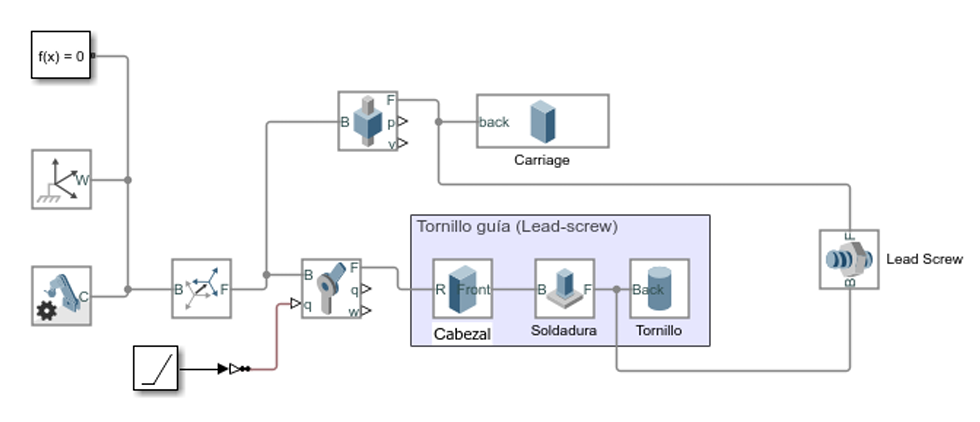 f(x) = 0
W
C
B
F
B
F
p
v
back
Carriage
B
q
F
q
w
Tornillo guía (Lead-screw)
R
Front
Cabezal
B
F
Soldadura
Back
Tornillo
F
B
Lead Screw